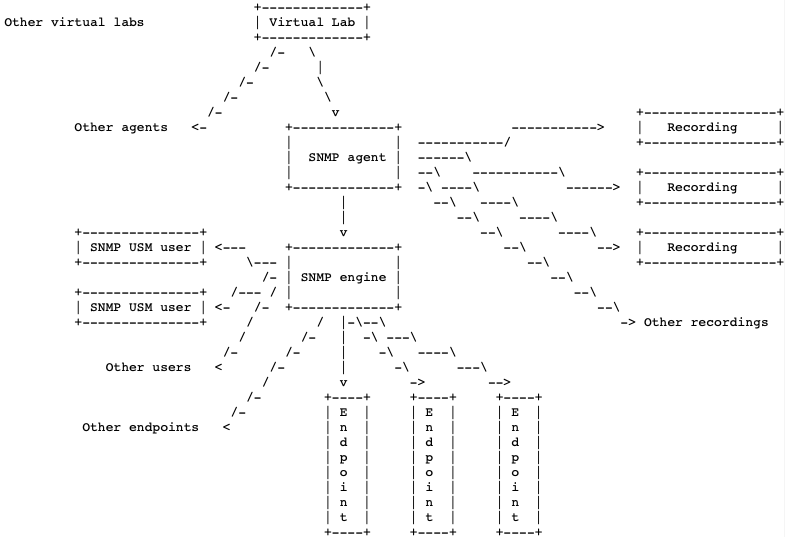 Other virtual labs
Virtual Lab
Other agents
Recording
SNMP agent
Recording
SNMP USM user
Recording
SNMP engine
SNMP USM user
Other recordings
Other users
Other endpoints
Endpoint
Endpoint
Endpoint